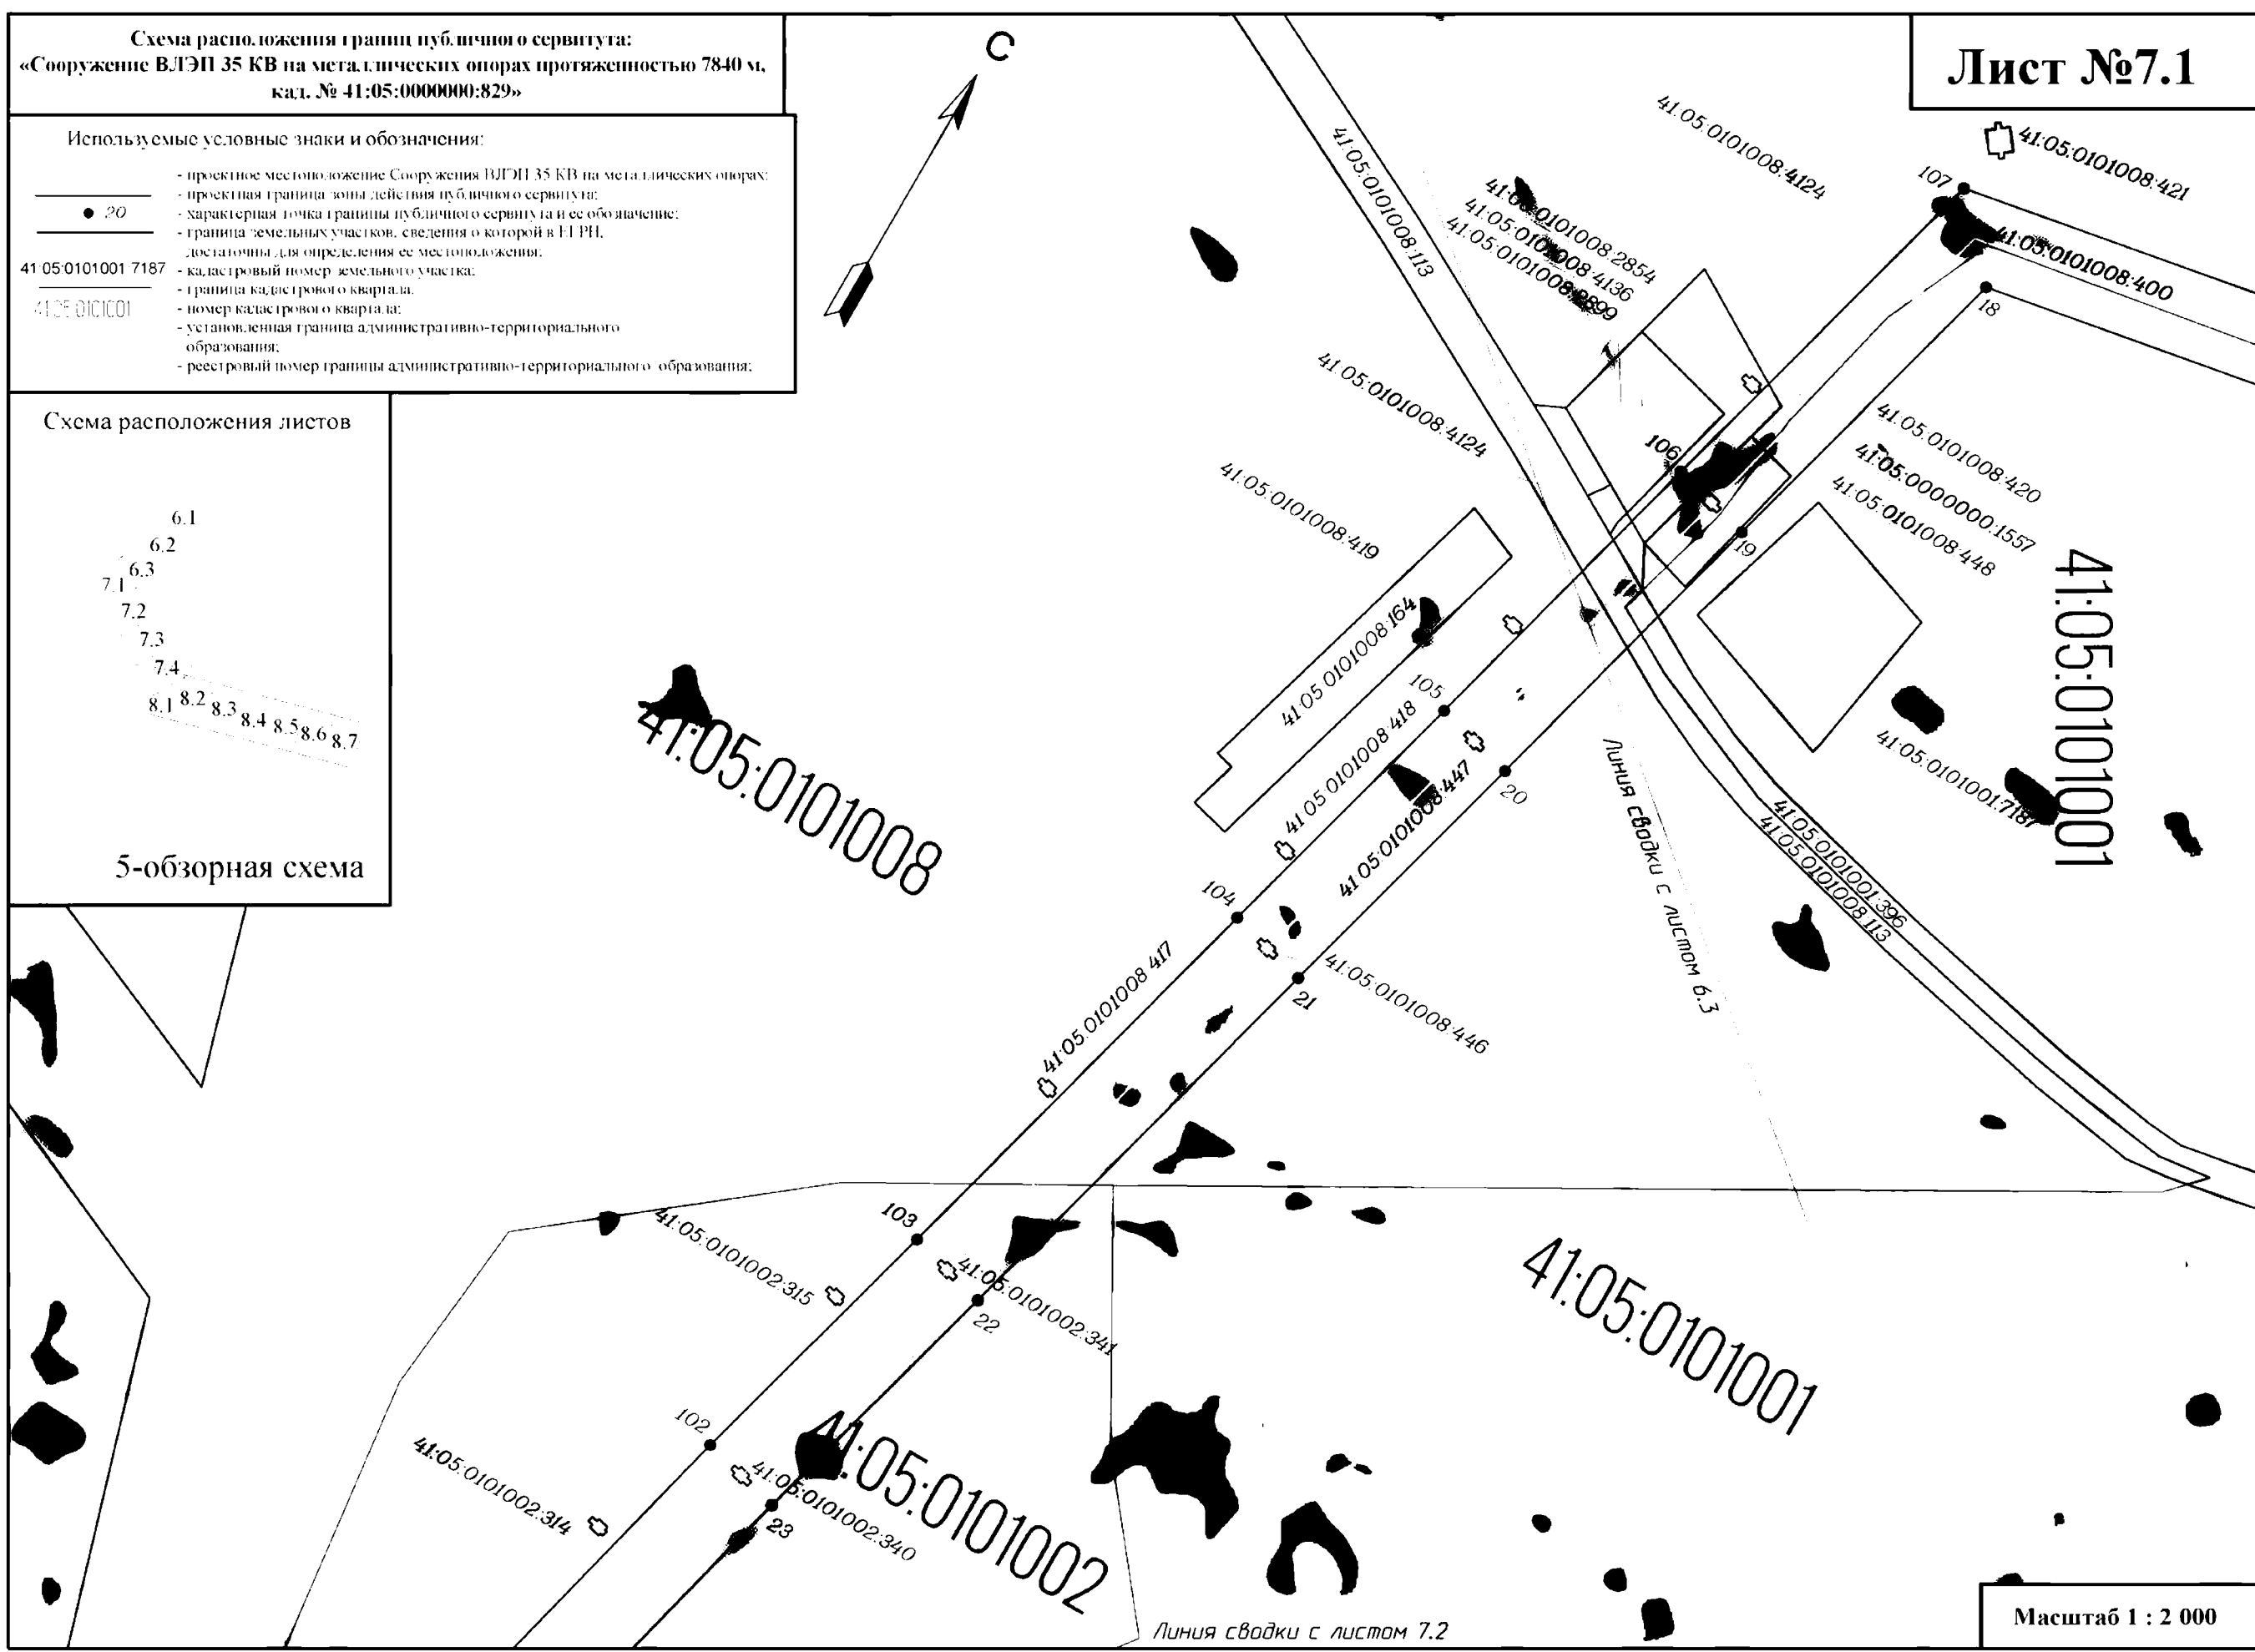 Схема расположения границ публичного сервитута:
«Сооружение ВЛЭП 35 КВ на металлических опорах протяженностью 7840 м,
кад. № 41:05:0000000:829»
Лист №7.1
С
Используемые условные знаки и обозначения:
- проектное местоположение Сооружения ВЛЭП 35 КВ на металлических опорах;
- проектная граница зоны действия публичного сервитута;
20 - характерная точка границы публичного сервитута и ее обозначение;
- граница земельных участков, сведения о которой в ЕГРН,
достаточны для определения ее местоположения;
41:05:0101001:7187 - кадастровый номер земельного участка;
- граница кадастрового квартала;
41:05:0101001 - номер кадастрового квартала;
- установленная граница административно-территориального
образования;
- реестровый номер границы административно-территориального образования;
Схема расположения листов
6.1
6.2
6.3
7.1
7.2
7.3
7.4
8.1 8.2 8.3 8.4 8.5 8.6 8.7
5-обзорная схема
41:05:0101008:113
41:05:0101008:4124
41:05:0101008:421
107
41:05:0101008:2854
41:05:0101008:4136
41:05:0101008:400
18
41:05:0101008:4124
41:05:0101008:419
106
41:05:0101008:420
41:05:0000000:1557
41:05:0101008:448
19
41:05:0101001
41:05:0101008:164
105
41:05:0101008:418
41:05:0101008:447
20
41:05:0101008
Линия сводки с листом 6.3
41:05:0101001:7187
41:05:0101001:396
41:05:0101008:113
104
41:05:0101008:417
21
41:05:0101008:446
103
41:05:0101002:315
41:05:0101002:341
22
41:05:0101001
102
41:05:0101002:314
41:05:0101002:340
23
41:05:0101002
Линия сводки с листом 7.2
Масштаб 1 : 2 000